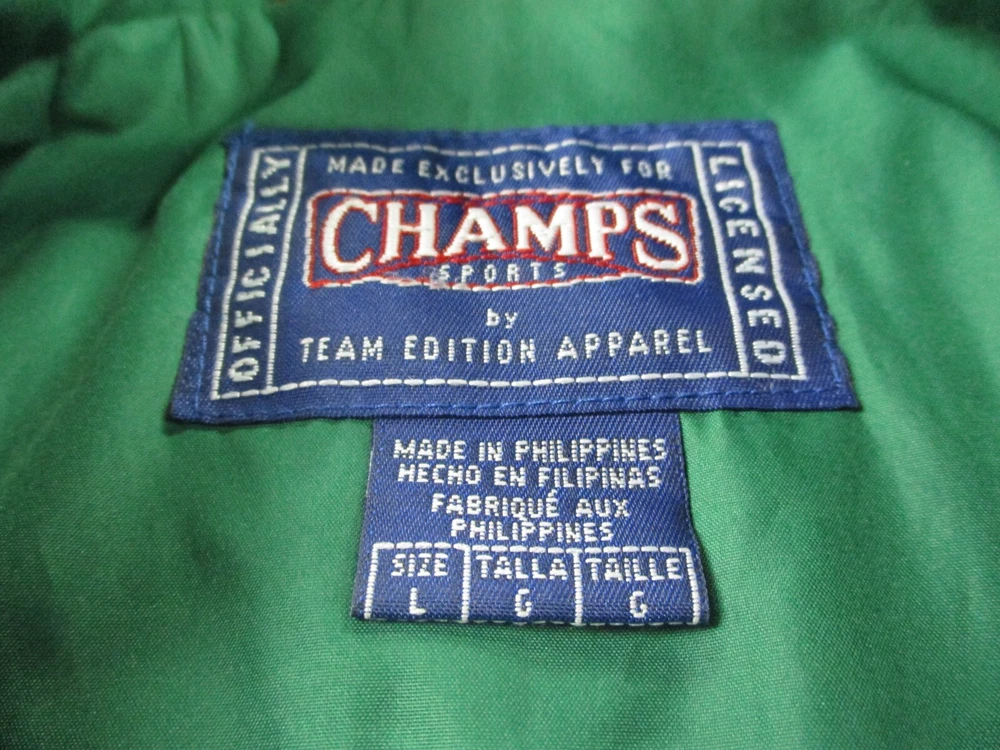 OFFICIALLY
MADE EXCLUSIVELY FOR
CHAMPS
SPORTS
by
TEAM EDITION APPAREL
LICENSED
MADE IN PHILIPPINES
HECHO EN FILIPINAS
FABRIQUÉ AUX
PHILIPPINES
SIZE TALLA TAILLE
L G G